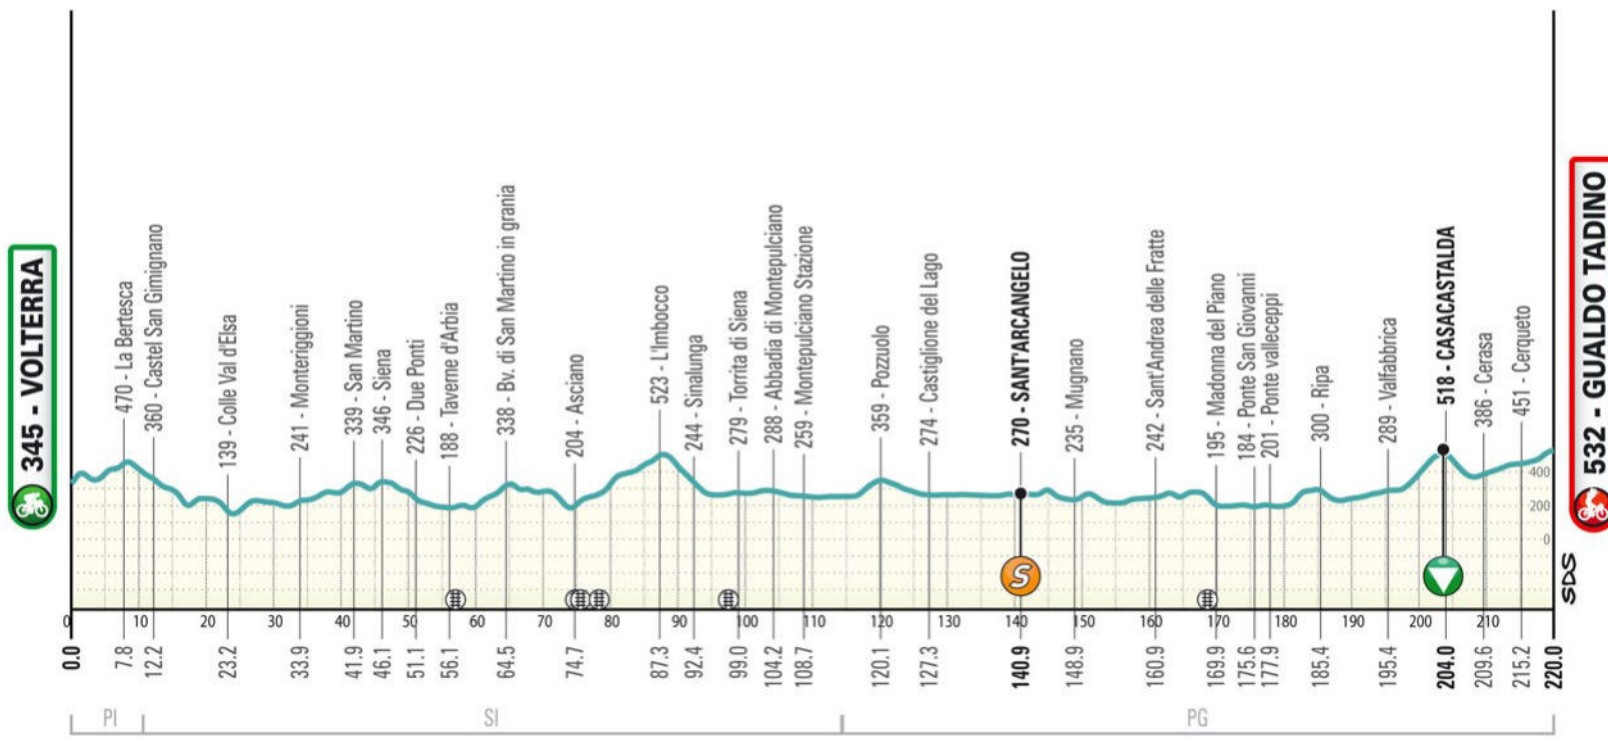 345 - VOLTERRA
470 - La Bertesca
360 - Castel San Gimignano
139 - Colle Val d'Elsa
241 - Monteriggioni
339 - San Martino
346 - Siena
226 - Due Ponti
188 - Taverne d'Arbia
338 - Bv. di San Martino in grania
204 - Asciano
523 - L'Imbocco
244 - Sinalunga
279 - Torrita di Siena
288 - Abbadia di Montepulciano
259 - Montepulciano Stazione
359 - Pozzuolo
274 - Castiglione del Lago
270 - SANT'ARCANGELO
235 - Mugnano
242 - Sant'Andrea delle Fratte
195 - Madonna del Piano
184 - Ponte San Giovanni
201 - Ponte valleceppi
300 - Ripa
289 - Valfabbrica
518 - CASACASTALDA
386 - Cerasa
451 - Cerqueto
532 - GUALDO TADINO
400
200
0
S
SDS
0 10 20 30 40 50 60 70 80 90 100 110 120 130 140 150 160 170 180 190 200 210
0.0 7.8 12.2 23.2 33.9 41.9 46.1 51.1 56.1 64.5 74.7 87.3 92.4 99.0 104.2 108.7 120.1 127.3 140.9 148.9 160.9 169.9 175.6 177.9 185.4 195.4 204.0 209.6 215.2 220.0
PI SI PG